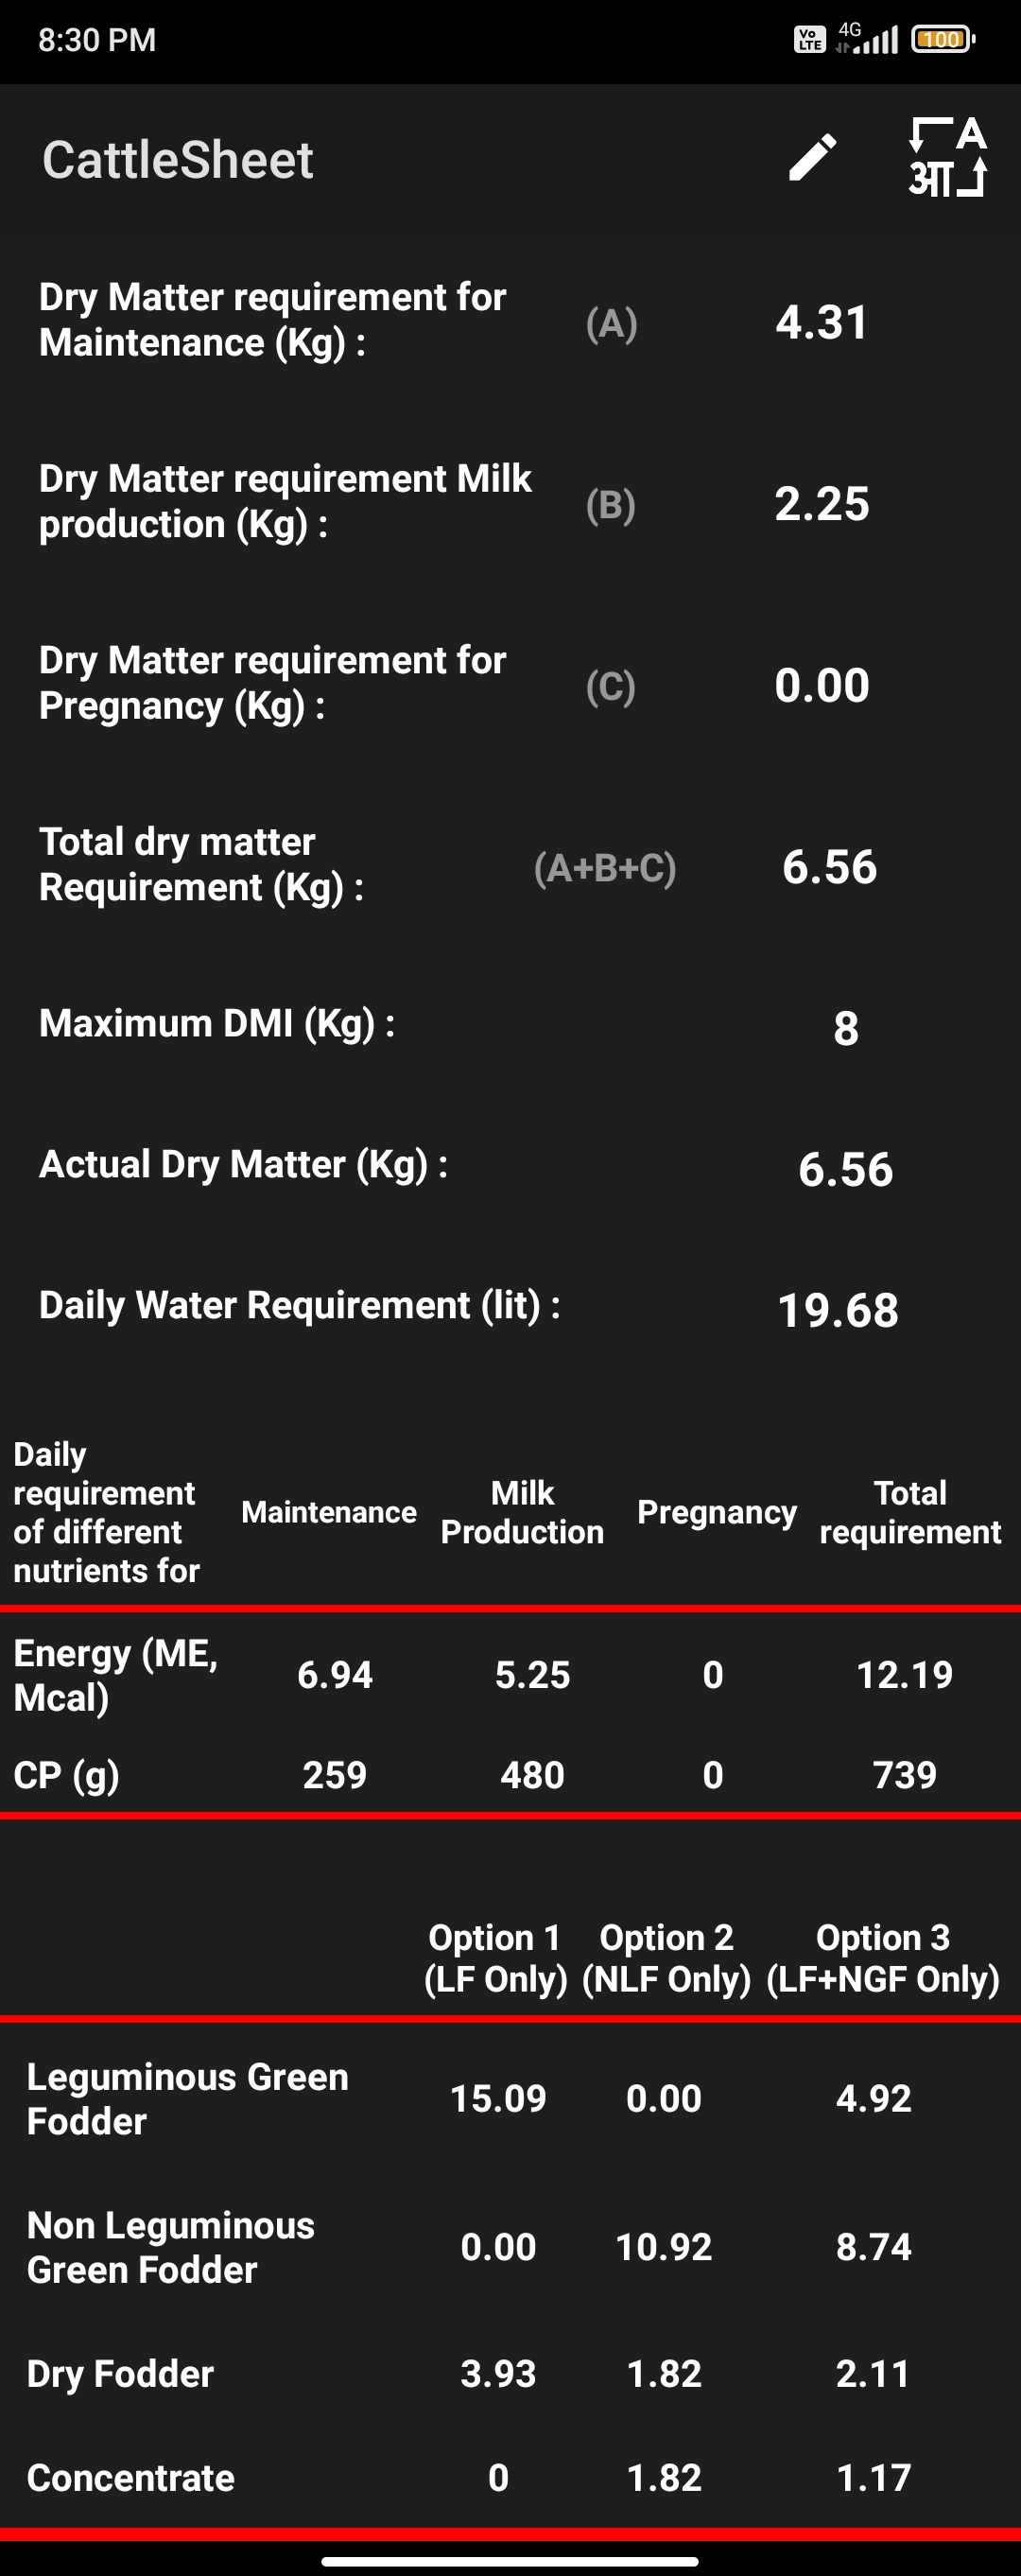 8:30 PM Vo LTE 4G 100
CattleSheet A आ
Dry Matter requirement for
Maintenance (Kg) : (A) 4.31
Dry Matter requirement Milk
production (Kg) : (B) 2.25
Dry Matter requirement for
Pregnancy (Kg) : (C) 0.00
Total dry matter
Requirement (Kg) : (A+B+C) 6.56
Maximum DMI (Kg) : 8
Actual Dry Matter (Kg) : 6.56
Daily Water Requirement (lit) : 19.68
Daily
requirement
of different
nutrients for
Maintenance
Milk
Production
Pregnancy
Total
requirement
Energy (ME,
Mcal) 6.94 5.25 0 12.19
CP (g) 259 480 0 739
Option 1 Option 2 Option 3
(LF Only) (NLF Only) (LF+NGF Only)
Leguminous Green
Fodder 15.09 0.00 4.92
Non Leguminous
Green Fodder 0.00 10.92 8.74
Dry Fodder 3.93 1.82 2.11
Concentrate 0 1.82 1.17